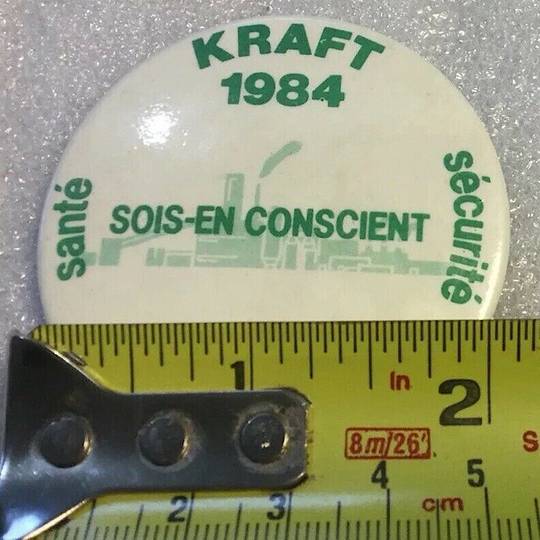 KRAFT
1984
santé
SOIS-EN CONSCIENT
sécurité
1
In
2
8m/26'
S
2
3
4
5
cm